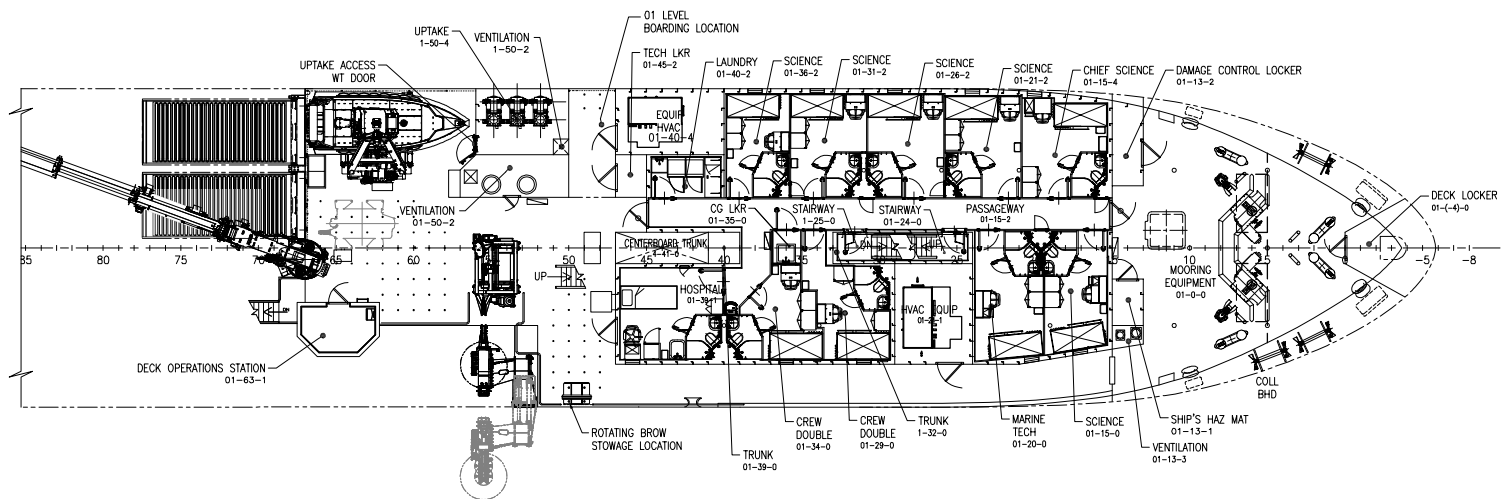 01 LEVEL
BOARDING LOCATION
UPTAKE
1-50-4
VENTILATION
1-50-2
TECH LKR
01-45-2
LAUNDRY
01-40-2
SCIENCE
01-36-2
SCIENCE
01-31-2
SCIENCE
01-26-2
SCIENCE
01-21-2
CHIEF SCIENCE
01-15-4
DAMAGE CONTROL LOCKER
01-13-2
UPTAKE ACCESS
WT DOOR
EQUIP
HVAC
01-40-4
VENTILATION
01-50-2
CG LKR
01-35-0
STAIRWAY
1-25-0
STAIRWAY
01-24-0
PASSAGEWAY
01-15-2
DECK LOCKER
01-(-4)-0
CENTERBOARD TRUNK
1-41-0
DN
UP
85 80 75 70 65 60 50 45 40 35 25 10 5 -5 -8
UP
MOORING
EQUIPMENT
01-0-0
HOSPITAL
01-39-1
HVAC EQUIP
DECK OPERATIONS STATION
01-63-1
COLL
BHD
ROTATING BROW
STOWAGE LOCATION
TRUNK
01-39-0
CREW
DOUBLE
01-34-0
CREW
DOUBLE
01-29-0
TRUNK
1-32-0
MARINE
TECH
01-20-0
SCIENCE
01-15-0
SHIP'S HAZ MAT
01-13-1
VENTILATION
01-13-3